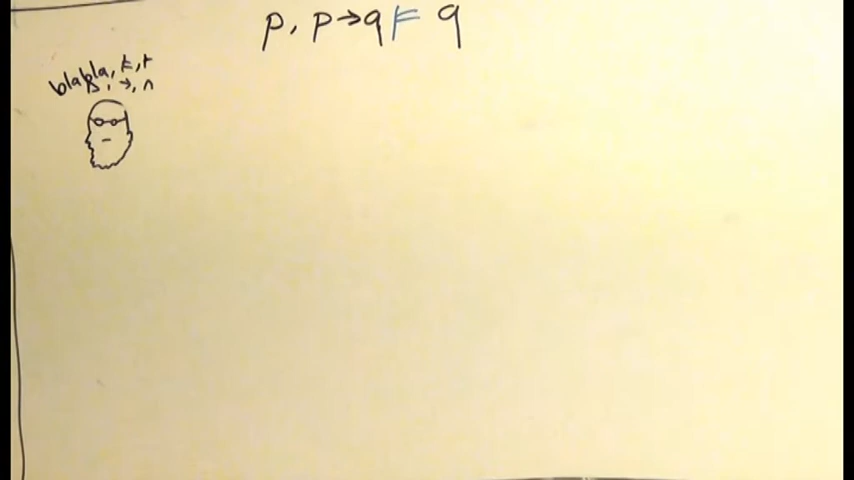 p, p→q ⊨ q
blabla, ⊨, ⊢
→, ∧